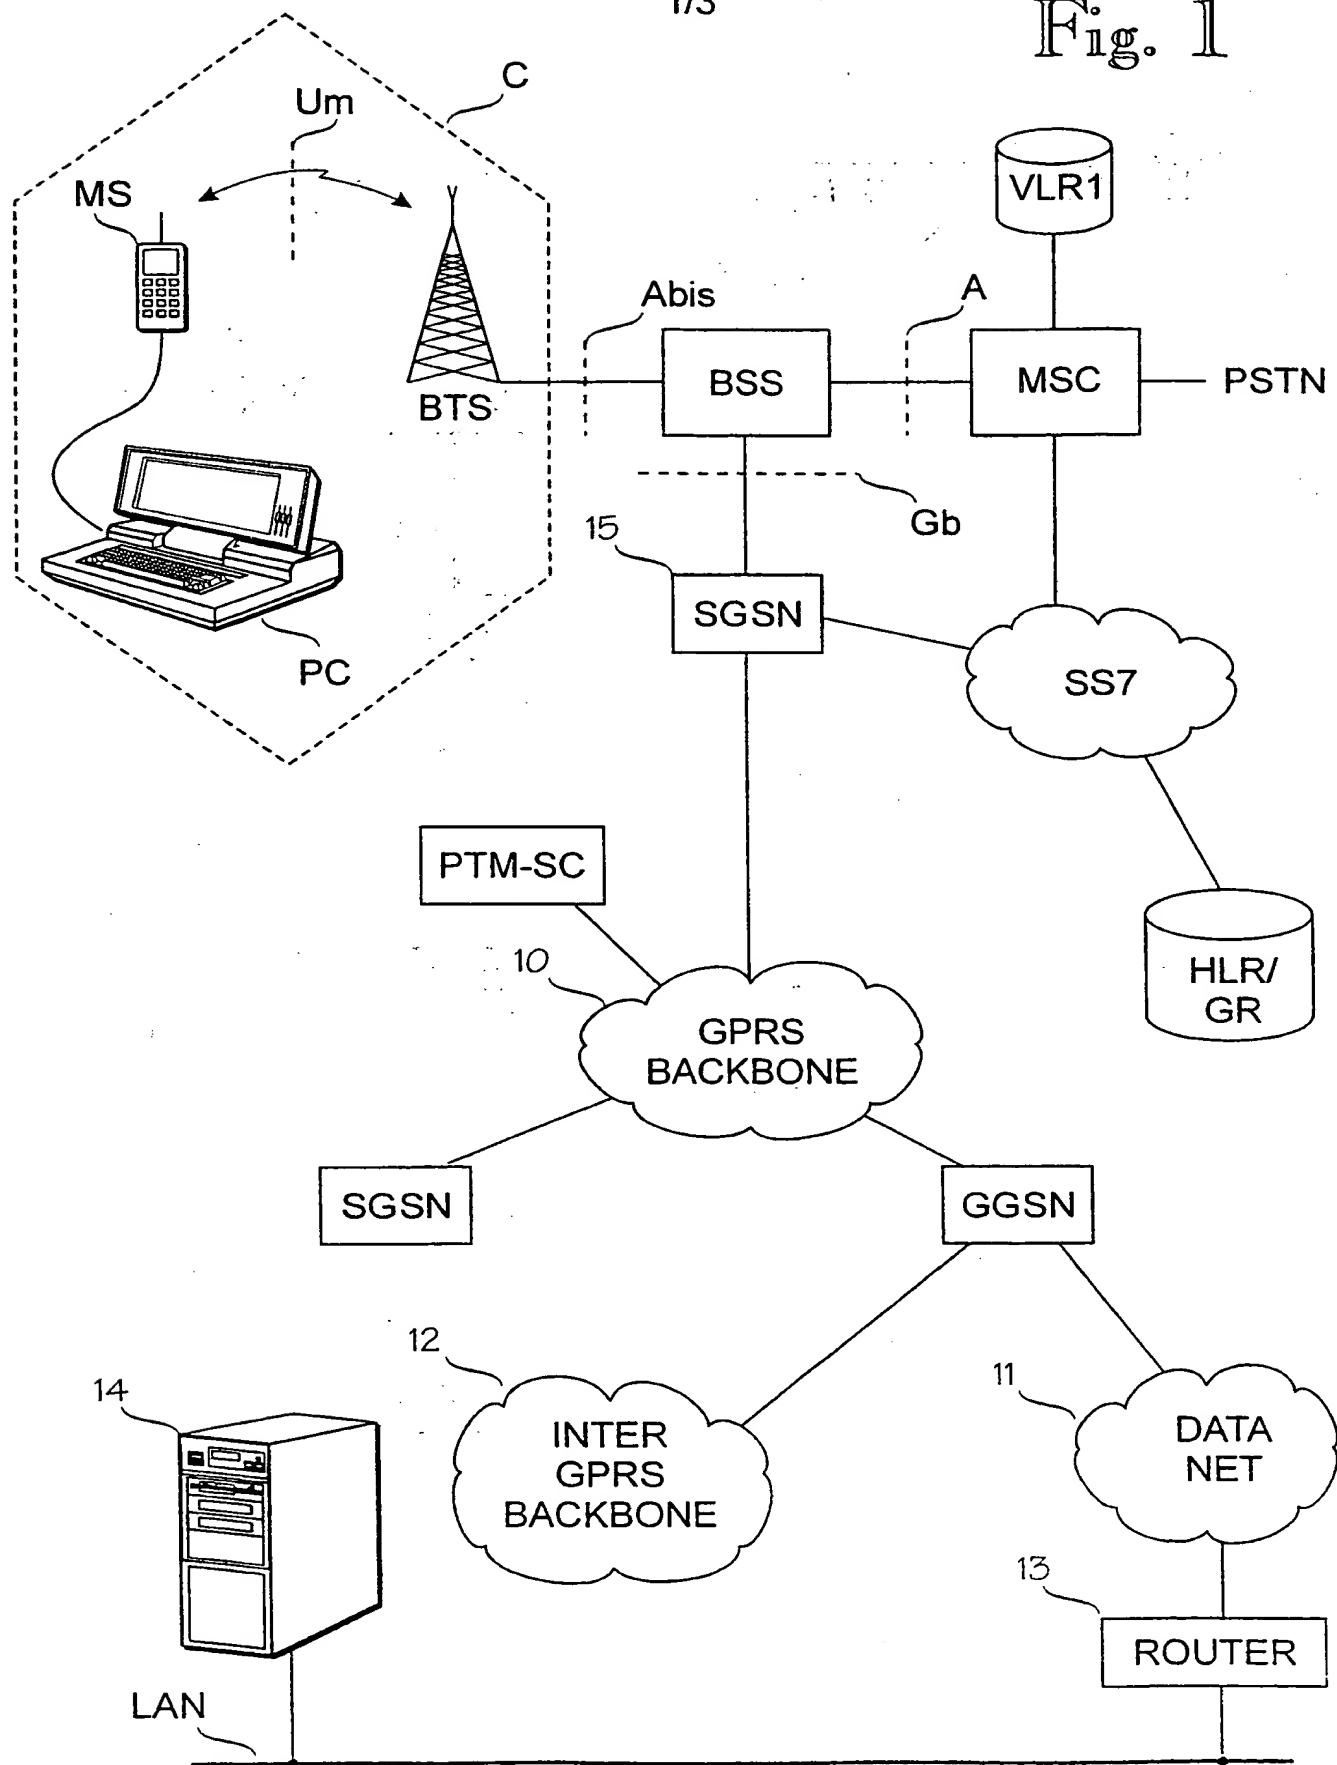 1/3
Fig. 1
C
Um
MS
VLR1
Abis
A
BSS
MSC
PSTN
BTS
Gb
15
SGSN
SS7
PC
PTM-SC
10
HLR/
GR
GPRS
BACKBONE
SGSN
GGSN
12
11
14
INTER
GPRS
BACKBONE
DATA
NET
13
ROUTER
LAN